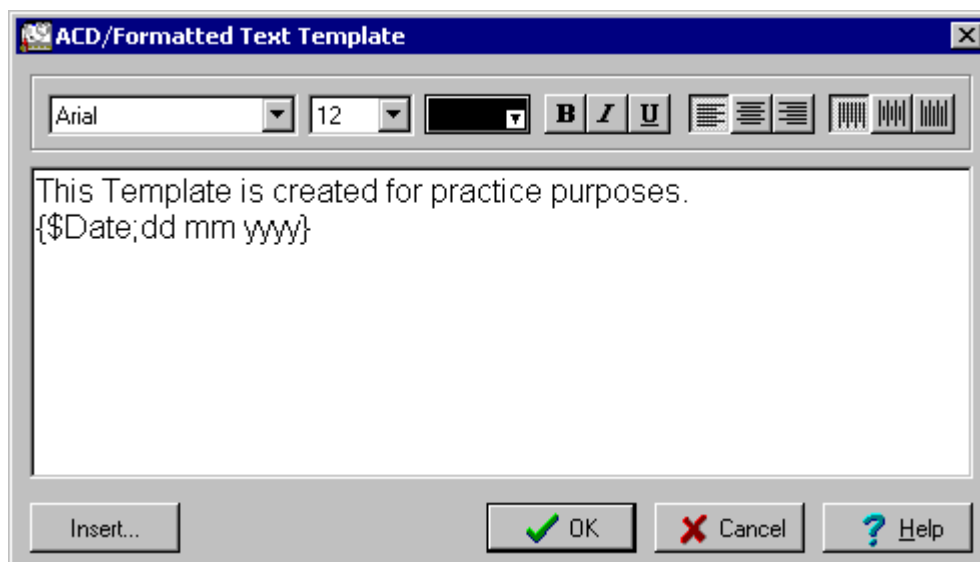 ACD/Formatted Text Template
Arial 12 B I U
This Template is created for practice purposes.
{$Date;dd mm yyyy}
Insert... OK Cancel ? Help